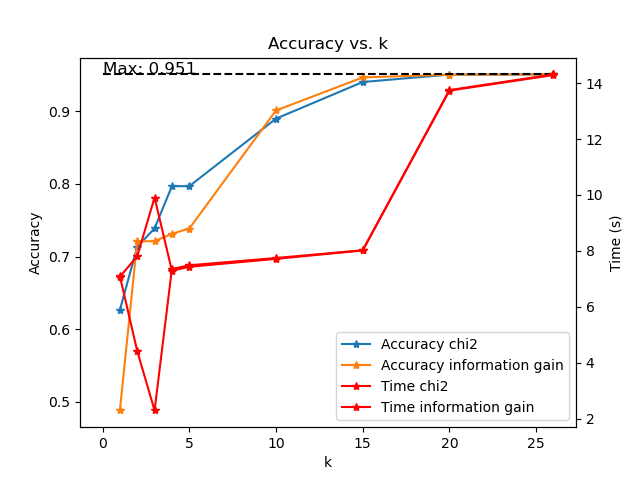 Accuracy vs. k
Max: 0.951
0.9
0.8
0.7
0.6
0.5
Accuracy
14
12
10
8
6
4
2
Time (s)
Accuracy chi2
Accuracy information gain
Time chi2
Time information gain
0 5 10 15 20 25
k